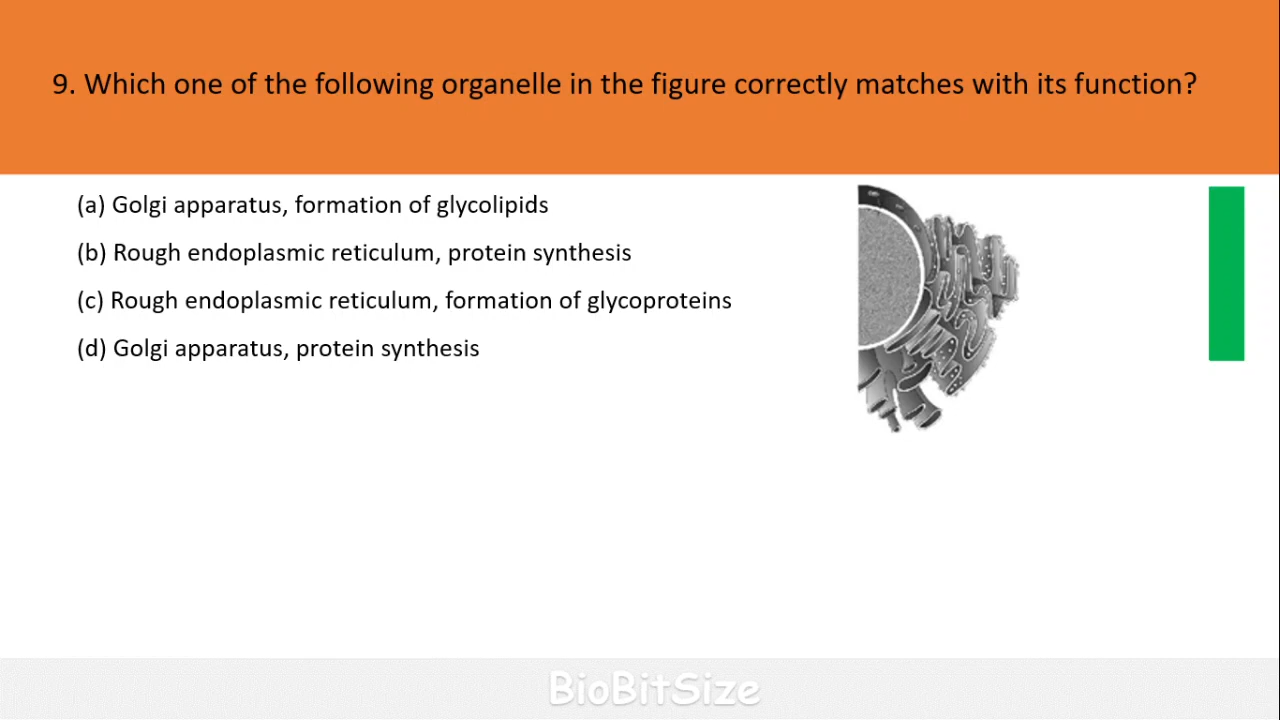 9. Which one of the following organelle in the figure correctly matches with its function?
(a) Golgi apparatus, formation of glycolipids
(b) Rough endoplasmic reticulum, protein synthesis
(c) Rough endoplasmic reticulum, formation of glycoproteins
(d) Golgi apparatus, protein synthesis
BioBitSize